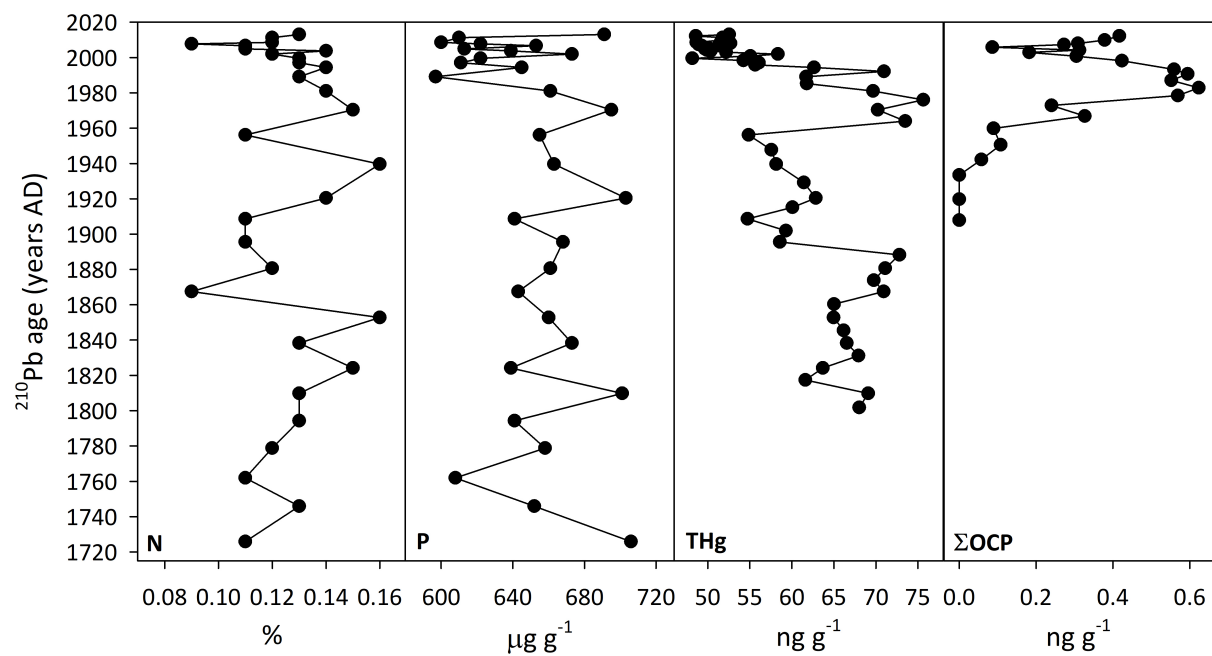 ²¹⁰Pb age (years AD)
2020
2000
1980
1960
1940
1920
1900
1880
1860
1840
1820
1800
1780
1760
1740
1720
N
P
THg
ΣOCP
0.08 0.10 0.12 0.14 0.16
600 640 680 720
50 55 60 65 70 75
0.0 0.2 0.4 0.6
%
μg g⁻¹
ng g⁻¹
ng g⁻¹